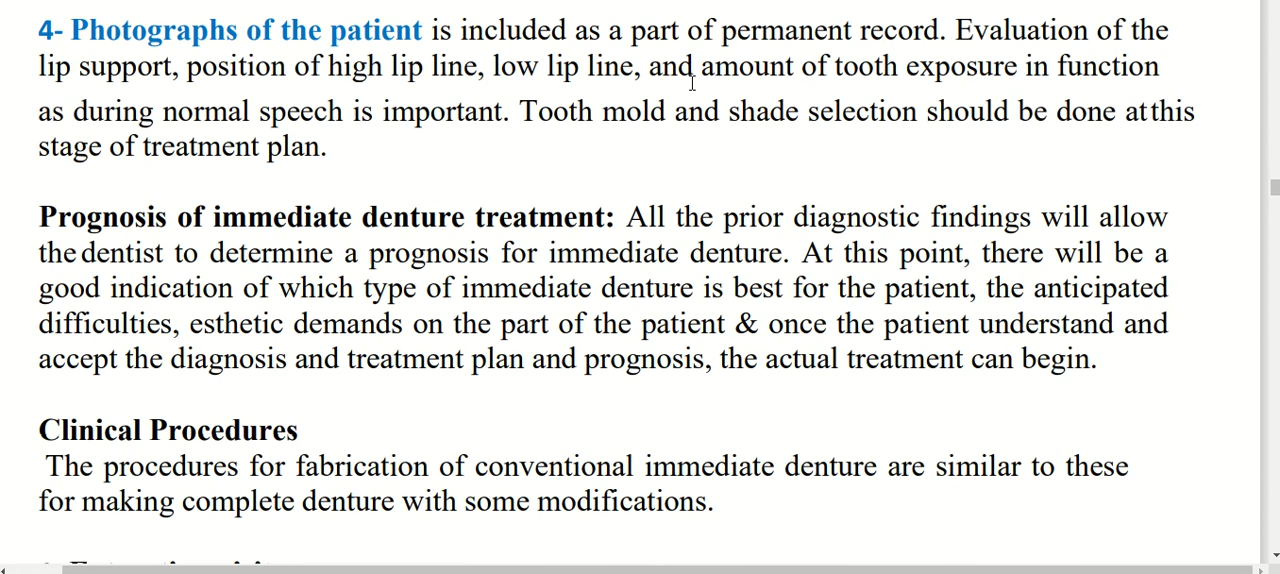 4- Photographs of the patient is included as a part of permanent record. Evaluation of the
lip support, position of high lip line, low lip line, and amount of tooth exposure in function
as during normal speech is important. Tooth mold and shade selection should be done at this
stage of treatment plan.
Prognosis of immediate denture treatment: All the prior diagnostic findings will allow
the dentist to determine a prognosis for immediate denture. At this point, there will be a
good indication of which type of immediate denture is best for the patient, the anticipated
difficulties, esthetic demands on the part of the patient & once the patient understand and
accept the diagnosis and treatment plan and prognosis, the actual treatment can begin.
Clinical Procedures
The procedures for fabrication of conventional immediate denture are similar to these
for making complete denture with some modifications.